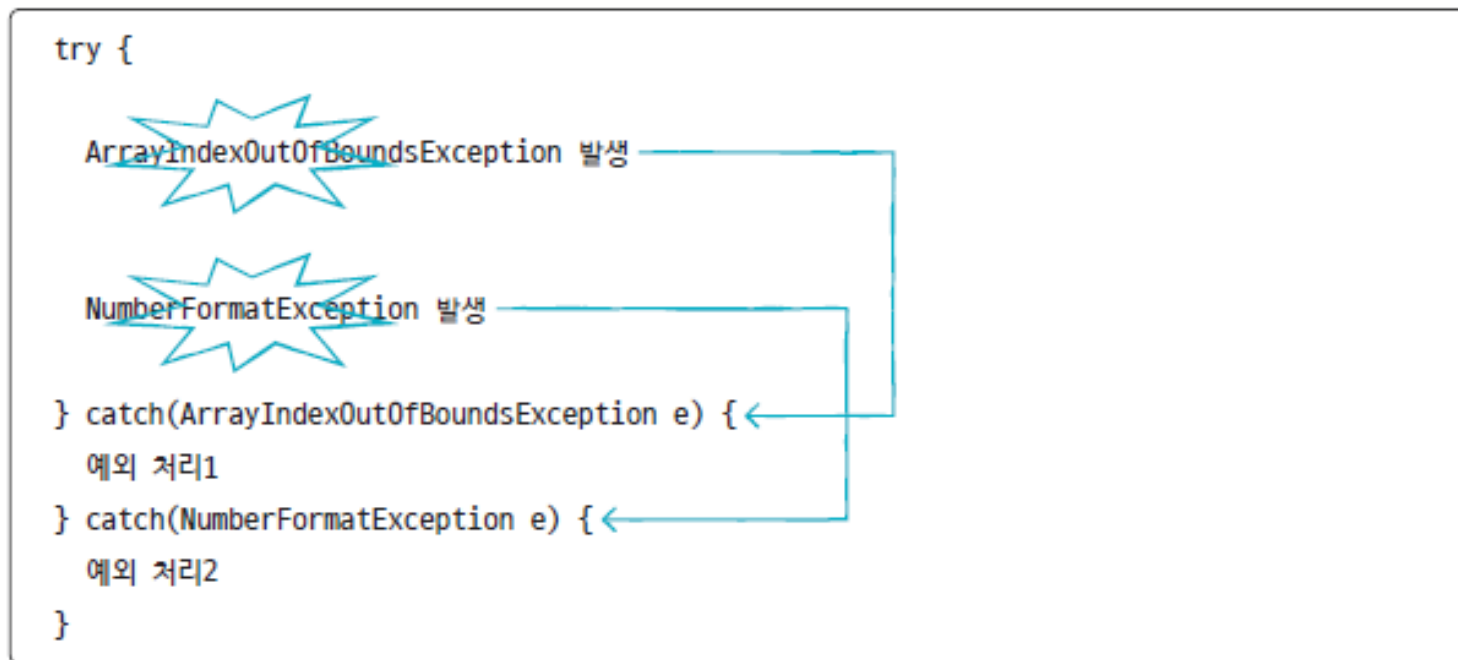 try {
ArrayIndexOutOfBoundsException 발생
NumberFormatException 발생
} catch(ArrayIndexOutOfBoundsException e) {
예외 처리1
} catch(NumberFormatException e) {
예외 처리2
}